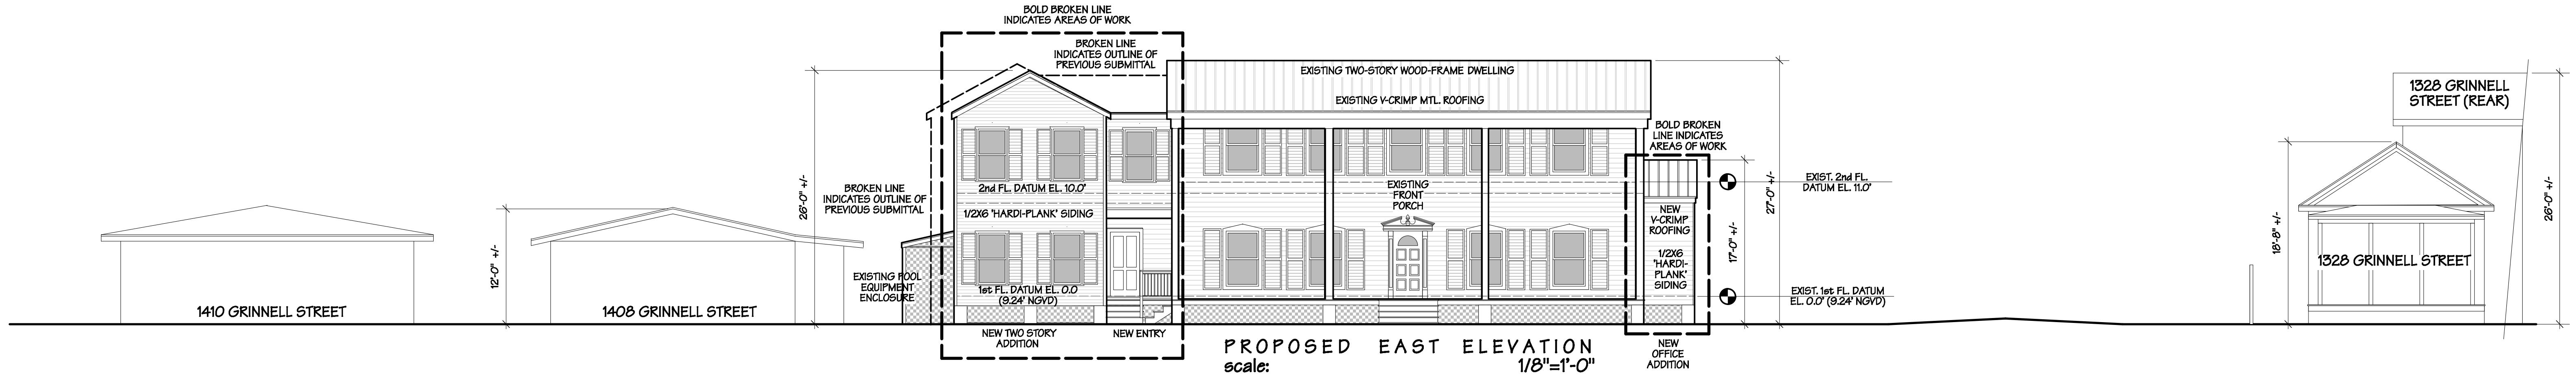 BOLD BROKEN LINE
INDICATES AREAS OF WORK
BROKEN LINE
INDICATES OUTLINE OF
PREVIOUS SUBMITTAL
EXISTING TWO-STORY WOOD-FRAME DWELLING
EXISTING V-CRIMP MTL. ROOFING
1328 GRINNELL
STREET (REAR)
BOLD BROKEN
LINE INDICATES
AREAS OF WORK
26'-0" +/-
2nd FL. DATUM EL. 10.0'
BROKEN LINE
INDICATES OUTLINE OF
PREVIOUS SUBMITTAL
1/2X6 'HARDI-PLANK' SIDING
EXISTING
FRONT
PORCH
EXIST. 2nd FL.
DATUM EL. 11.0'
27'-0" +/-
26'-0" +/-
NEW
V-CRIMP
ROOFING
17'-0" +/-
18'-8" +/-
12'-0" +/-
1/2X6
'HARDI-
PLANK'
SIDING
1328 GRINNELL STREET
EXISTING POOL
EQUIPMENT
ENCLOSURE
1st FL. DATUM EL. 0.0
(9.24' NGVD)
EXIST. 1st FL. DATUM
EL. 0.0' (9.24' NGVD)
1410 GRINNELL STREET
1408 GRINNELL STREET
NEW TWO STORY
ADDITION
NEW ENTRY
PROPOSED EAST ELEVATION
scale: 1/8"=1'-0"
NEW
OFFICE
ADDITION